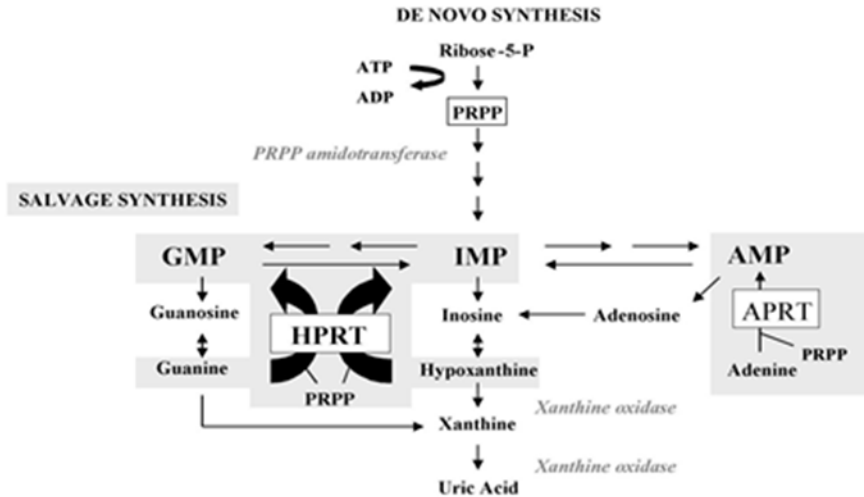 DE NOVO SYNTHESIS
Ribose-5-P
ATP
ADP
PRPP
PRPP amidotransferase
SALVAGE SYNTHESIS
GMP
IMP
AMP
Guanosine
Inosine
Adenosine
APRT
HPRT
PRPP
Guanine
Hypoxanthine
Adenine
PRPP
Xanthine oxidase
Xanthine
Xanthine oxidase
Uric Acid